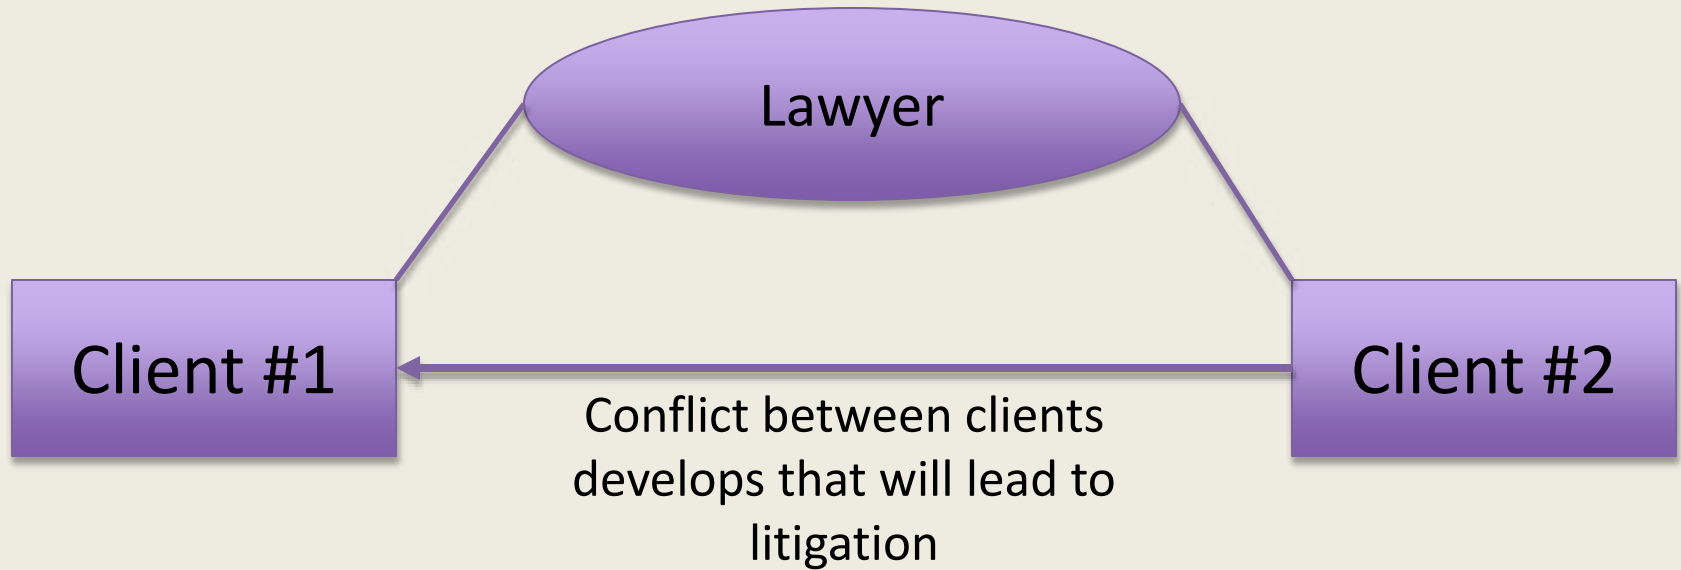 Lawyer
Client #1
Client #2
Conflict between clients
develops that will lead to
litigation